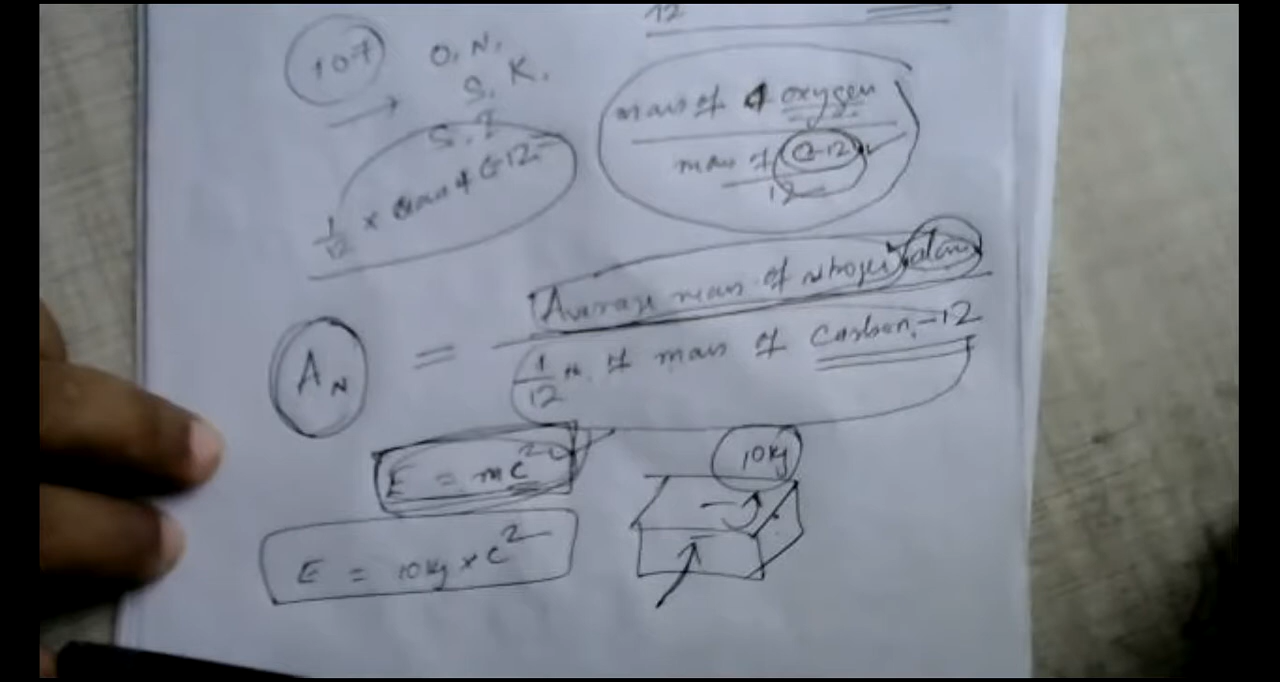 12
107
O.N.
S.K.
S.I
1/12 × mass of C-12
mass of oxygen
mass of C-12
12
A_N = Average mass of nitrogen atom
1/12 th of mass of Carbon-12
E = mc²
10kg
E = 10kg × c²